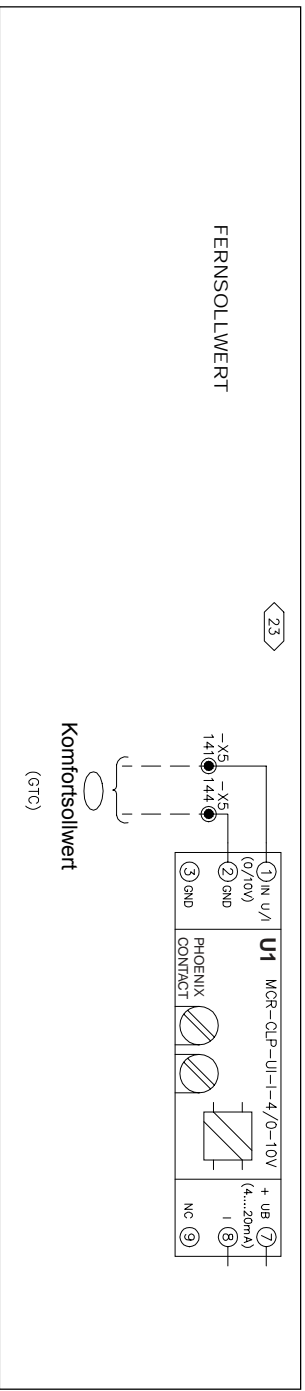 FERNSOLLWERT
23
Komfortsollwert
(GTC)
-X5
141
-X5
144
1 IN U/I
(0/10V)
2 GND
3 GND
U1 MCR-CLP-UI-I-4/0-10V
PHOENIX
CONTACT
+ UB 7
(4....20mA)
I 8
NC 9